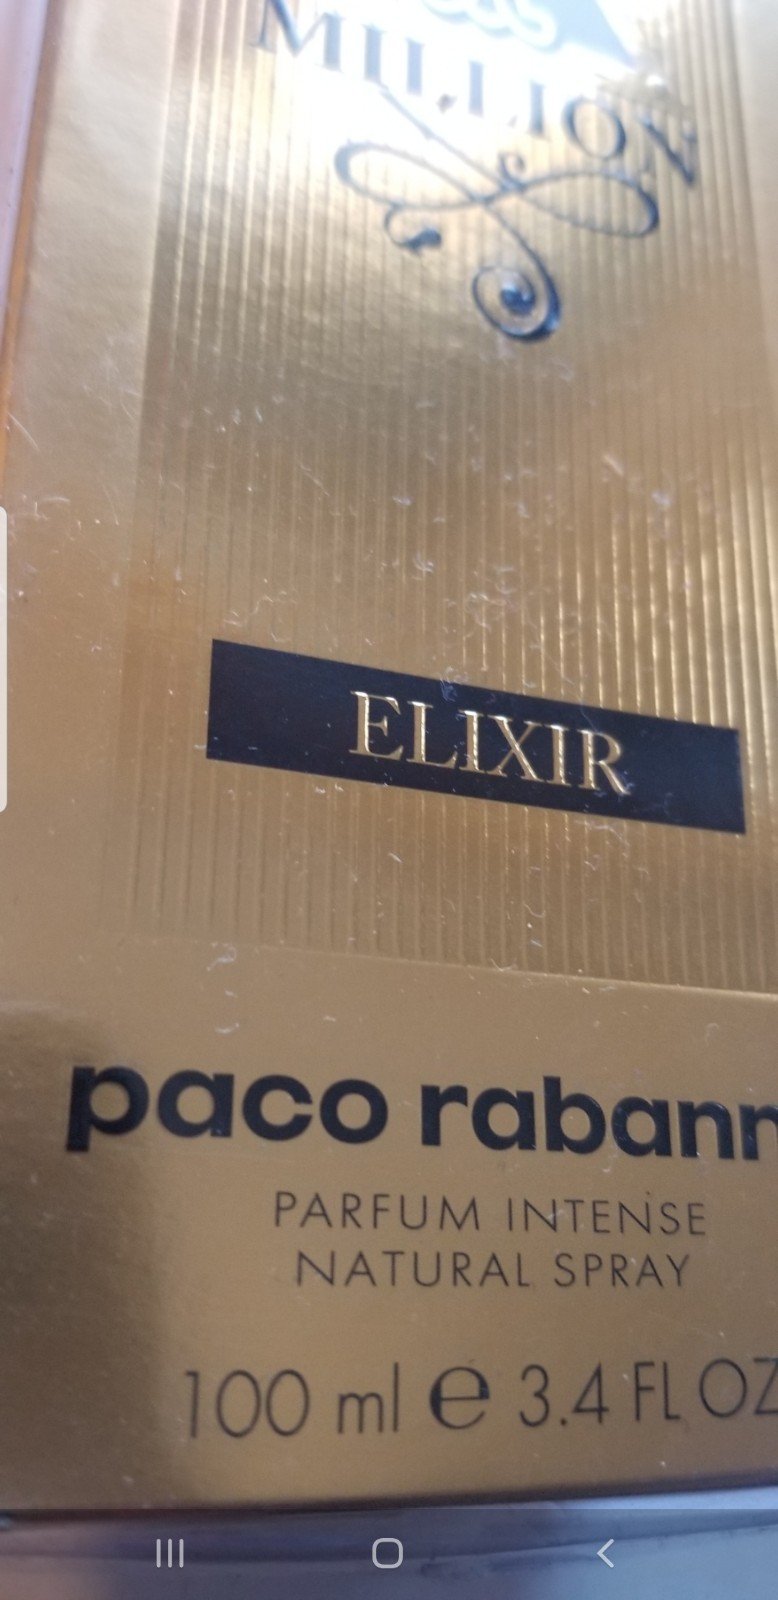 MILLION
ELIXIR
paco rabann
PARFUM INTENSE
NATURAL SPRAY
100 ml e 3.4 FL OZ